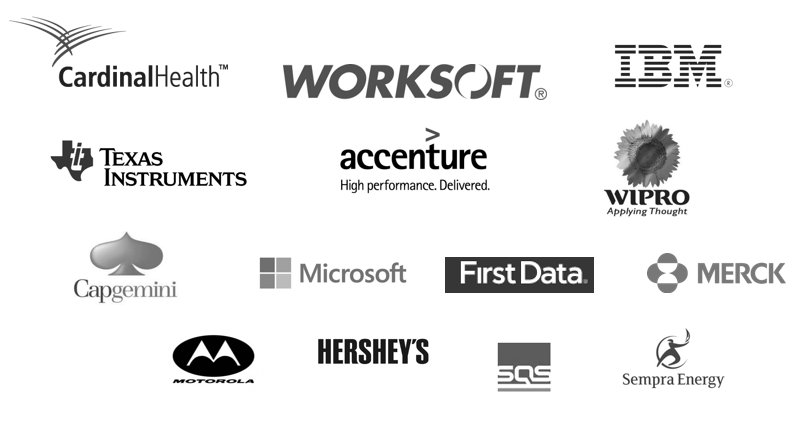 CardinalHealth™
WORKSOFT®
IBM®
TEXAS
INSTRUMENTS
accenture
High performance. Delivered.
WIPRO
Applying Thought
Capgemini
Microsoft
First Data®
MERCK
MOTOROLA
HERSHEY'S
SQS
Sempra Energy